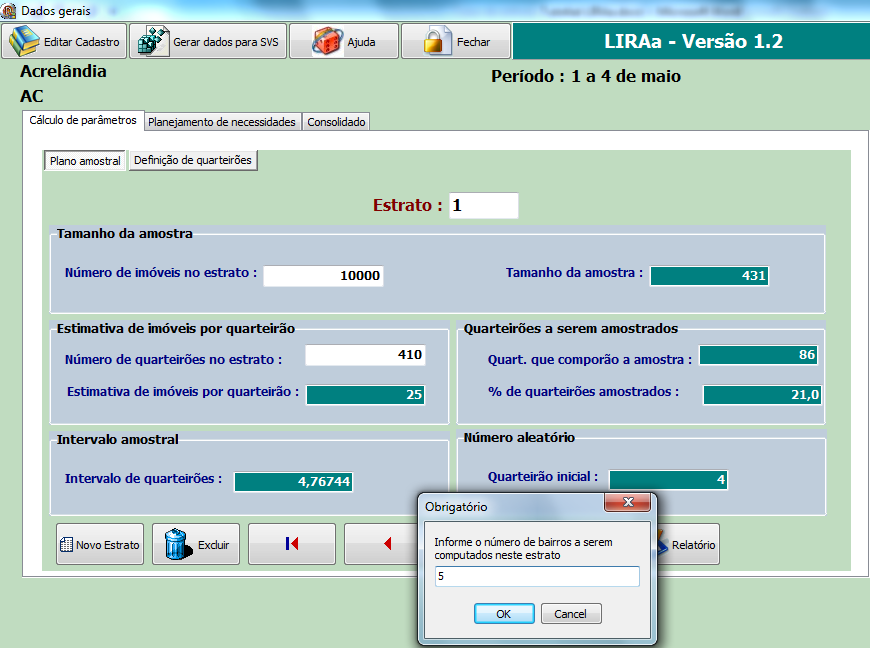 Dados gerais
Editar Cadastro
Gerar dados para SVS
Ajuda
Fechar
LIRAa - Versão 1.2
Acrelândia
Período : 1 a 4 de maio
AC
Cálculo de parâmetros
Planejamento de necessidades
Consolidado
Plano amostral
Definição de quarteirões
Estrato : 1
Tamanho da amostra
Número de imóveis no estrato : 10000
Tamanho da amostra : 431
Estimativa de imóveis por quarteirão
Número de quarteirões no estrato : 410
Estimativa de imóveis por quarteirão : 25
Quarteirões a serem amostrados
Quart. que comporão a amostra : 86
% de quarteirões amostrados : 21,0
Intervalo amostral
Intervalo de quarteirões : 4,76744
Número aleatório
Quarteirão inicial : 4
Novo Estrato
Excluir
Relatório
Obrigatório
Informe o número de bairros a serem
computados neste estrato
5
OK
Cancel